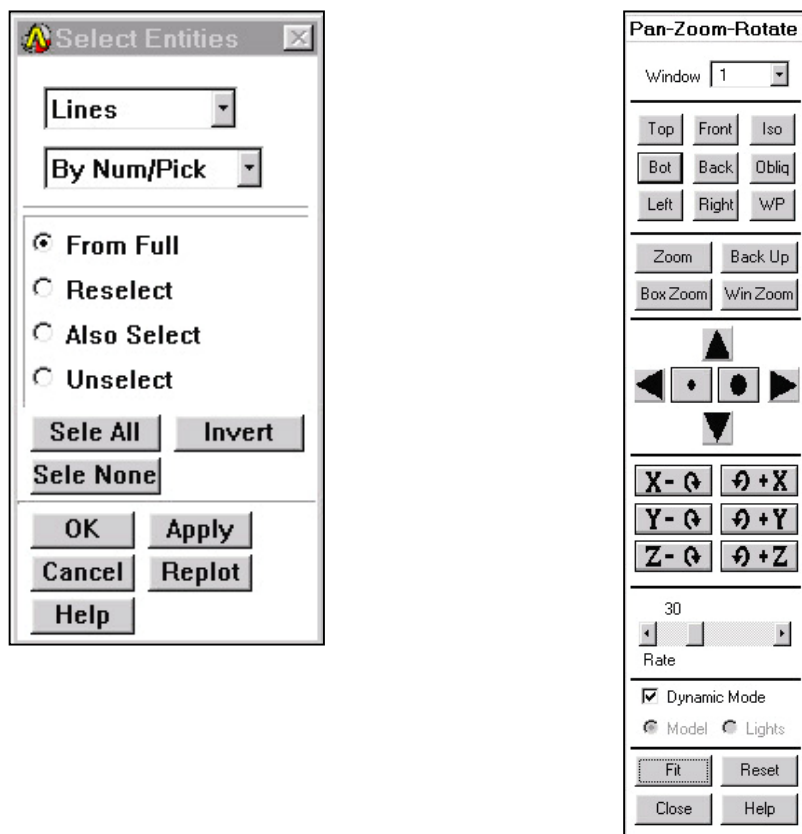 Select Entities
Lines
By Num/Pick
From Full
Reselect
Also Select
Unselect
Sele All Invert
Sele None
OK Apply
Cancel Replot
Help
Pan-Zoom-Rotate
Window 1
Top Front Iso
Bot Back Obliq
Left Right WP
Zoom Back Up
Box Zoom Win Zoom
X- +X
Y- +Y
Z- +Z
30
Rate
Dynamic Mode
Model Lights
Fit Reset
Close Help